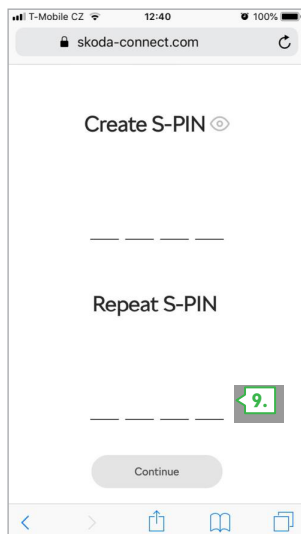 T-Mobile CZ 12:40 100%
skoda-connect.com
Create S-PIN
Repeat S-PIN
9.
Continue